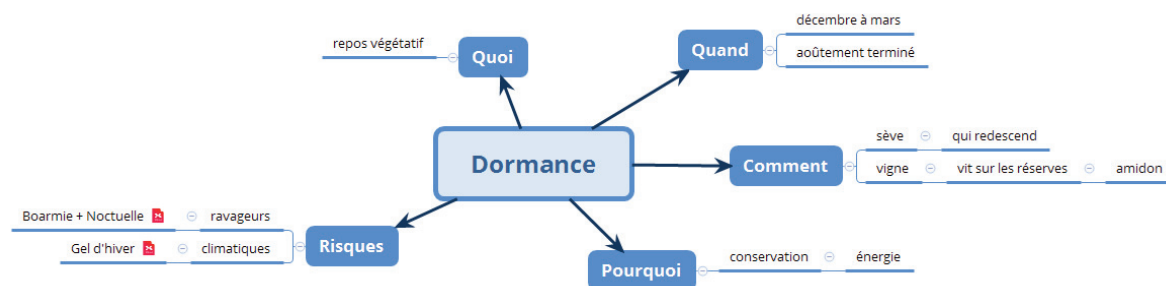 Dormance
Quoi
repos végétatif
Quand
décembre à mars
aoûtement terminé
Comment
sève
qui redescend
vigne
vit sur les réserves
amidon
Pourquoi
conservation
énergie
Risques
ravageurs
Boarmie + Noctuelle
climatiques
Gel d'hiver